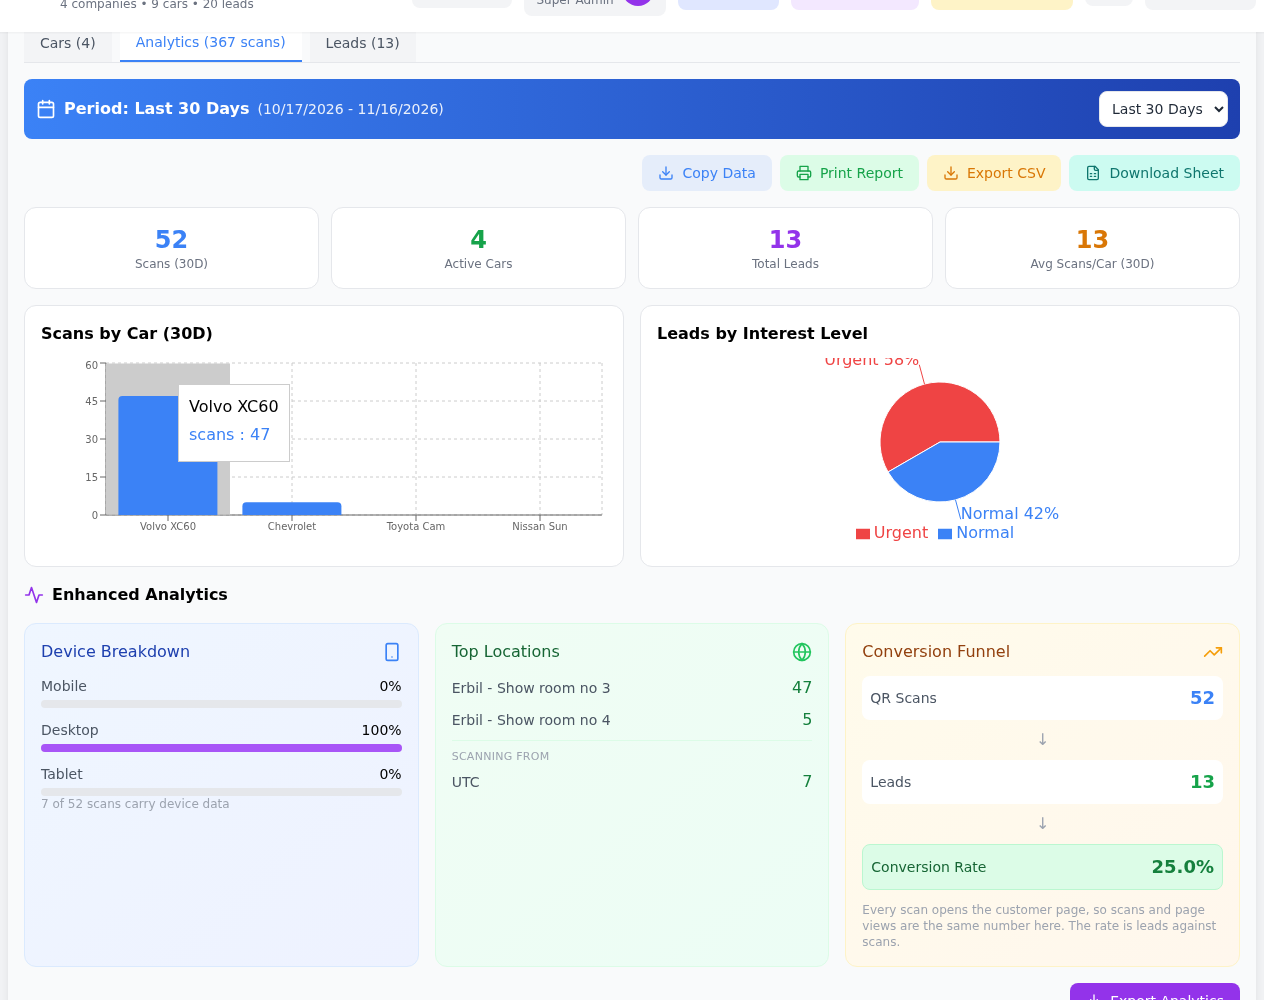 4 companies • 9 cars • 20 leads
Super Admin
Cars (4)
Analytics (367 scans)
Leads (13)
Period: Last 30 Days (10/17/2026 - 11/16/2026)
Last 30 Days
Copy Data
Print Report
Export CSV
Download Sheet
52
Scans (30D)
4
Active Cars
13
Total Leads
13
Avg Scans/Car (30D)
Scans by Car (30D)
60
45
30
15
0
Volvo XC60
scans : 47
Volvo XC60
Chevrolet
Toyota Cam
Nissan Sun
Leads by Interest Level
Urgent 58%
Normal 42%
Urgent
Normal
Enhanced Analytics
Device Breakdown
Mobile 0%
Desktop 100%
Tablet 0%
7 of 52 scans carry device data
Top Locations
Erbil - Show room no 3 47
Erbil - Show room no 4 5
SCANNING FROM
UTC 7
Conversion Funnel
QR Scans 52
↓
Leads 13
↓
Conversion Rate 25.0%
Every scan opens the customer page, so scans and page
views are the same number here. The rate is leads against
scans.
Export Analytics